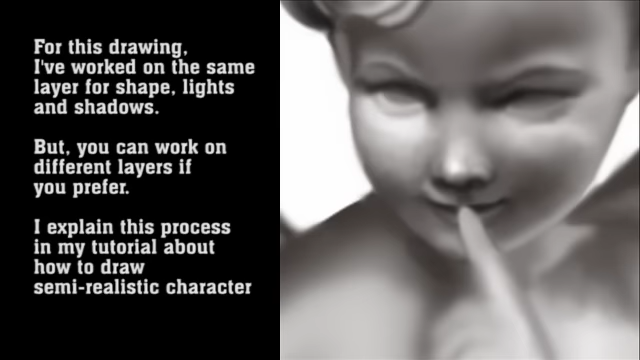 For this drawing,
I've worked on the same
layer for shape, lights
and shadows.
But, you can work on
different layers if
you prefer.
I explain this process
in my tutorial about
how to draw
semi-realistic character